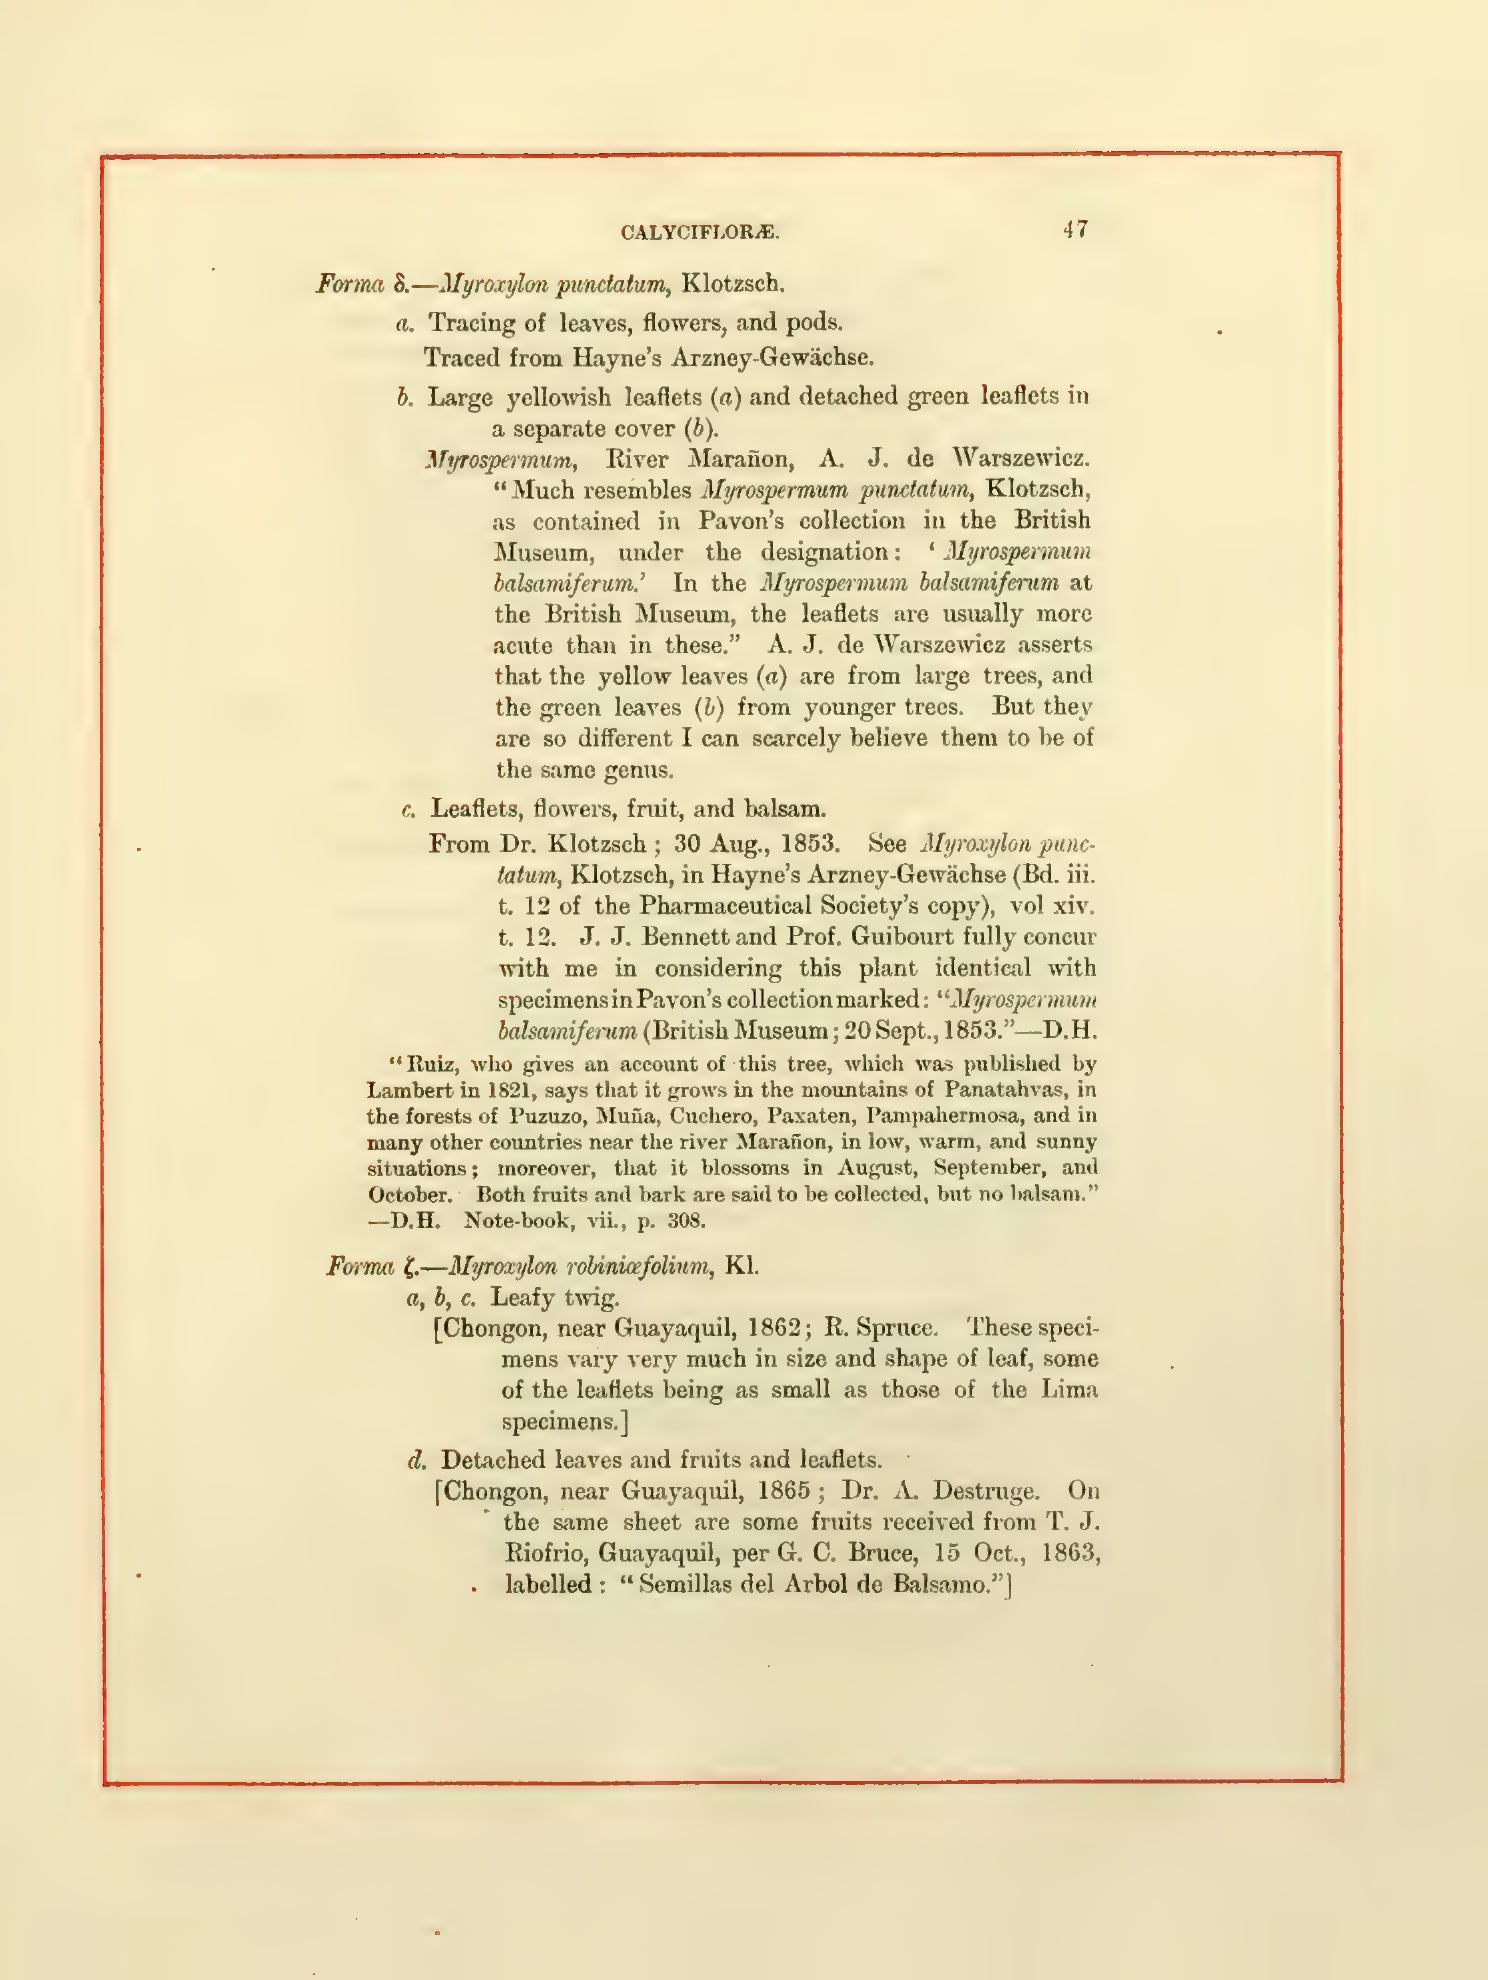 CALYCIFLORÆ. 47
Forma δ.—Myroxylon punctatum, Klotzsch.
a. Tracing of leaves, flowers, and pods.
Traced from Hayne's Arzney-Gewächse.
b. Large yellowish leaflets (a) and detached green leaflets in
a separate cover (b).
Myrospermum, River Marañon, A. J. de Warszewicz.
“Much resembles Myrospermum punctatum, Klotzsch,
as contained in Pavon's collection in the British
Museum, under the designation: ‘Myrospermum
balsamiferum.’ In the Myrospermum balsamiferum at
the British Museum, the leaflets are usually more
acute than in these.” A. J. de Warszewicz asserts
that the yellow leaves (a) are from large trees, and
the green leaves (b) from younger trees. But they
are so different I can scarcely believe them to be of
the same genus.
c. Leaflets, flowers, fruit, and balsam.
From Dr. Klotzsch; 30 Aug., 1853. See Myroxylon punc-
tatum, Klotzsch, in Hayne's Arzney-Gewächse (Bd. iii.
t. 12 of the Pharmaceutical Society's copy), vol xiv.
t. 12. J. J. Bennett and Prof. Guibourt fully concur
with me in considering this plant identical with
specimens in Pavon's collection marked: “Myrospermum
balsamiferum (British Museum; 20 Sept., 1853.”—D.H.
“Ruiz, who gives an account of this tree, which was published by
Lambert in 1821, says that it grows in the mountains of Panatahvas, in
the forests of Puzuzo, Muña, Cuchero, Paxaten, Pampahermosa, and in
many other countries near the river Marañon, in low, warm, and sunny
situations; moreover, that it blossoms in August, September, and
October. Both fruits and bark are said to be collected, but no balsam.”
—D.H. Note-book, vii., p. 308.
Forma ζ.—Myroxylon robiniæfolium, Kl.
a, b, c. Leafy twig.
[Chongon, near Guayaquil, 1862; R. Spruce. These speci-
mens vary very much in size and shape of leaf, some
of the leaflets being as small as those of the Lima
specimens.]
d. Detached leaves and fruits and leaflets.
[Chongon, near Guayaquil, 1865; Dr. A. Destruge. On
the same sheet are some fruits received from T. J.
Riofrio, Guayaquil, per G. C. Bruce, 15 Oct., 1863,
labelled: “Semillas del Arbol de Balsamo.”]